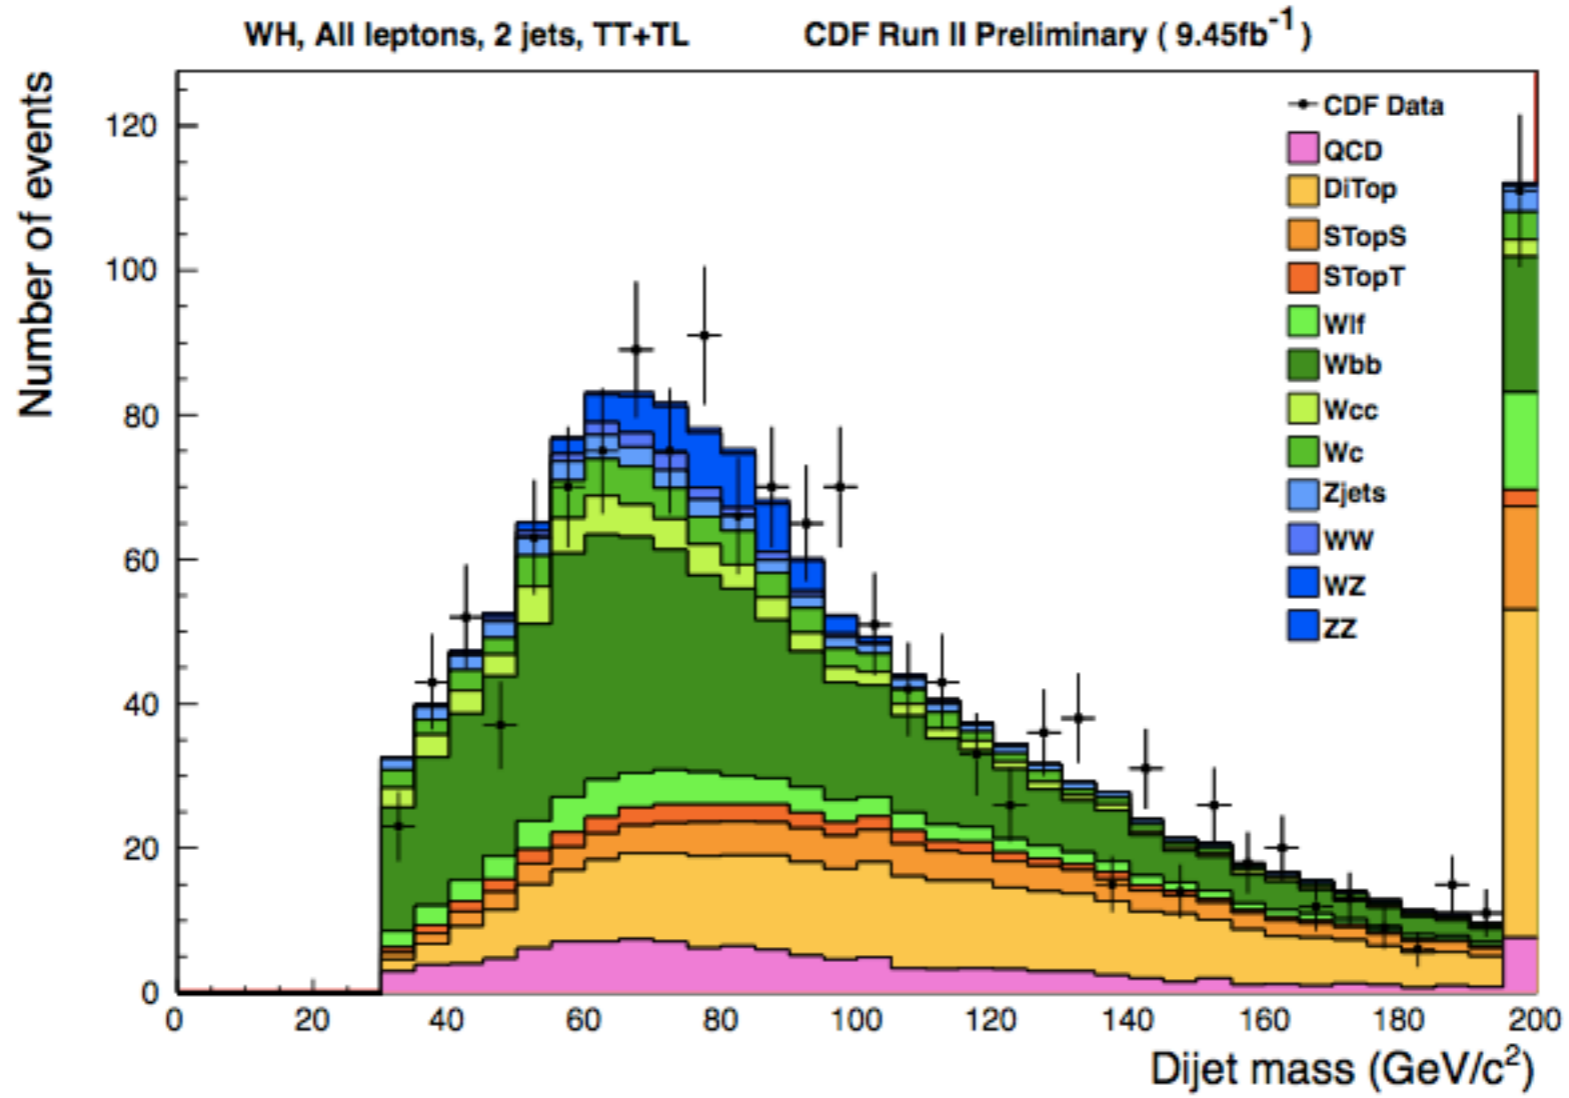 WH, All leptons, 2 jets, TT+TL CDF Run II Preliminary ( 9.45fb⁻¹ )
Number of events
120
100
80
60
40
20
0
CDF Data
QCD
DiTop
STopS
STopT
Wlf
Wbb
Wcc
Wc
Zjets
WW
WZ
ZZ
0 20 40 60 80 100 120 140 160 180 200
Dijet mass (GeV/c²)